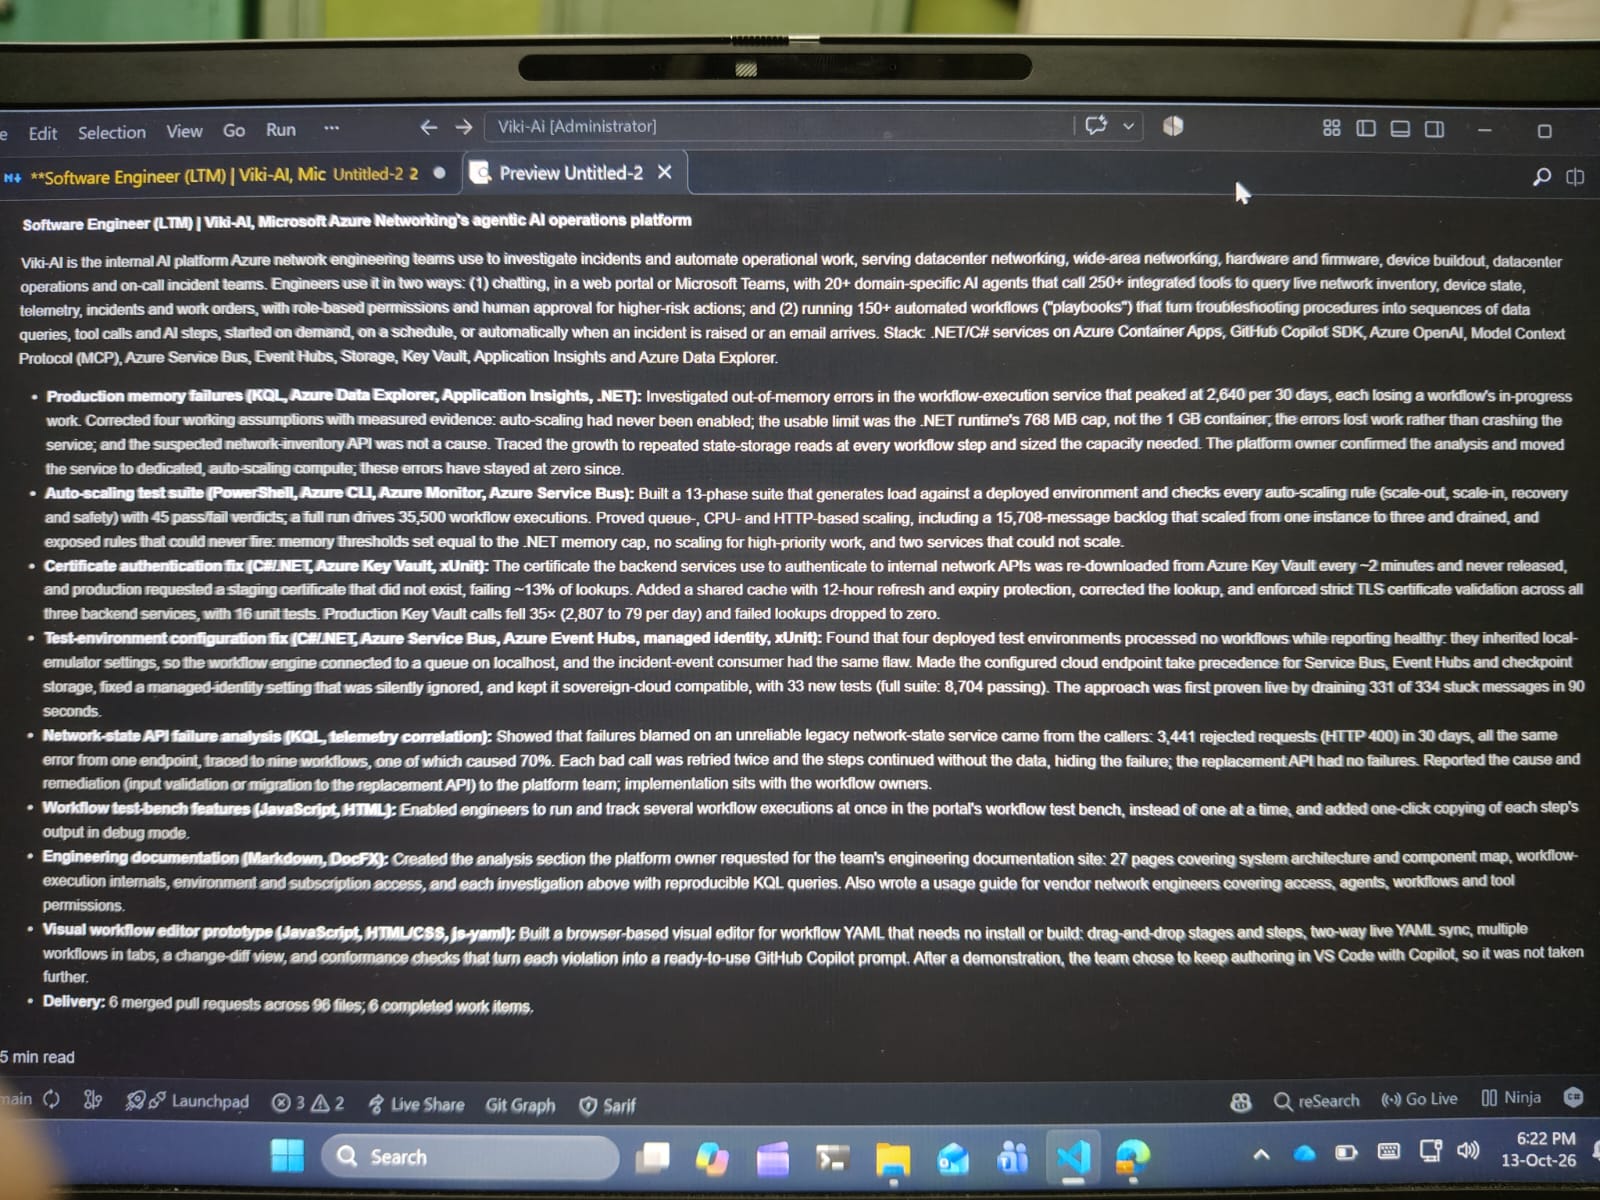 e Edit Selection View Go Run ... Viki-Ai [Administrator]
**Software Engineer (LTM) | Viki-AI, Mic Untitled-2 2 Preview Untitled-2
Software Engineer (LTM) | Viki-AI, Microsoft Azure Networking's agentic AI operations platform
Viki-AI is the internal AI platform Azure network engineering teams use to investigate incidents and automate operational work, serving datacenter networking, wide-area networking, hardware and firmware, device buildout, datacenter
operations and on-call incident teams. Engineers use it in two ways: (1) chatting, in a web portal or Microsoft Teams, with 20+ domain-specific AI agents that call 250+ integrated tools to query live network inventory, device state,
telemetry, incidents and work orders, with role-based permissions and human approval for higher-risk actions; and (2) running 150+ automated workflows ("playbooks") that turn troubleshooting procedures into sequences of data
queries, tool calls and AI steps, started on demand, on a schedule, or automatically when an incident is raised or an email arrives. Stack: .NET/C# services on Azure Container Apps, GitHub Copilot SDK, Azure OpenAI, Model Context
Protocol (MCP), Azure Service Bus, Event Hubs, Storage, Key Vault, Application Insights and Azure Data Explorer.
• Production memory failures (KQL, Azure Data Explorer, Application Insights, .NET): Investigated out-of-memory errors in the workflow-execution service that peaked at 2,640 per 30 days, each losing a workflow's in-progress
work. Corrected four working assumptions with measured evidence: auto-scaling had never been enabled; the usable limit was the .NET runtime's 768 MB cap, not the 1 GB container; the errors lost work rather than crashing the
service; and the suspected network-inventory API was not a cause. Traced the growth to repeated state-storage reads at every workflow step and sized the capacity needed. The platform owner confirmed the analysis and moved
the service to dedicated, auto-scaling compute; these errors have stayed at zero since.
• Auto-scaling test suite (PowerShell, Azure CLI, Azure Monitor, Azure Service Bus): Built a 13-phase suite that generates load against a deployed environment and checks every auto-scaling rule (scale-out, scale-in, recovery
and safety) with 45 pass/fail verdicts; a full run drives 35,500 workflow executions. Proved queue-, CPU- and HTTP-based scaling, including a 15,708-message backlog that scaled from one instance to three and drained, and
exposed rules that could never fire: memory thresholds set equal to the .NET memory cap, no scaling for high-priority work, and two services that could not scale.
• Certificate authentication fix (C#/.NET, Azure Key Vault, xUnit): The certificate the backend services use to authenticate to internal network APIs was re-downloaded from Azure Key Vault every ~2 minutes and never released,
and production requested a staging certificate that did not exist, failing ~13% of lookups. Added a shared cache with 12-hour refresh and expiry protection, corrected the lookup, and enforced strict TLS certificate validation across all
three backend services, with 16 unit tests. Production Key Vault calls fell 35× (2,807 to 79 per day) and failed lookups dropped to zero.
• Test-environment configuration fix (C#/.NET, Azure Service Bus, Azure Event Hubs, managed identity, xUnit): Found that four deployed test environments processed no workflows while reporting healthy: they inherited local-
emulator settings, so the workflow engine connected to a queue on localhost, and the incident-event consumer had the same flaw. Made the configured cloud endpoint take precedence for Service Bus, Event Hubs and checkpoint
storage, fixed a managed-identity setting that was silently ignored, and kept it sovereign-cloud compatible, with 33 new tests (full suite: 8,704 passing). The approach was first proven live by draining 331 of 334 stuck messages in 90
seconds.
• Network-state API failure analysis (KQL, telemetry correlation): Showed that failures blamed on an unreliable legacy network-state service came from the callers: 3,441 rejected requests (HTTP 400) in 30 days, all the same
error from one endpoint, traced to nine workflows, one of which caused 70%. Each bad call was retried twice and the steps continued without the data, hiding the failure; the replacement API had no failures. Reported the cause and
remediation (input validation or migration to the replacement API) to the platform team; implementation sits with the workflow owners.
• Workflow test-bench features (JavaScript, HTML): Enabled engineers to run and track several workflow executions at once in the portal's workflow test bench, instead of one at a time, and added one-click copying of each step's
output in debug mode.
• Engineering documentation (Markdown, DocFX): Created the analysis section the platform owner requested for the team's engineering documentation site: 27 pages covering system architecture and component map, workflow-
execution internals, environment and subscription access, and each investigation above with reproducible KQL queries. Also wrote a usage guide for vendor network engineers covering access, agents, workflows and tool
permissions.
• Visual workflow editor prototype (JavaScript, HTML/CSS, js-yaml): Built a browser-based visual editor for workflow YAML that needs no install or build: drag-and-drop stages and steps, two-way live YAML sync, multiple
workflows in tabs, a change-diff view, and conformance checks that turn each violation into a ready-to-use GitHub Copilot prompt. After a demonstration, the team chose to keep authoring in VS Code with Copilot, so it was not taken
further.
• Delivery: 6 merged pull requests across 96 files; 6 completed work items.
5 min read
main Launchpad 3 2 Live Share Git Graph Sarif reSearch Go Live Ninja
Search 6:22 PM
13-Oct-26